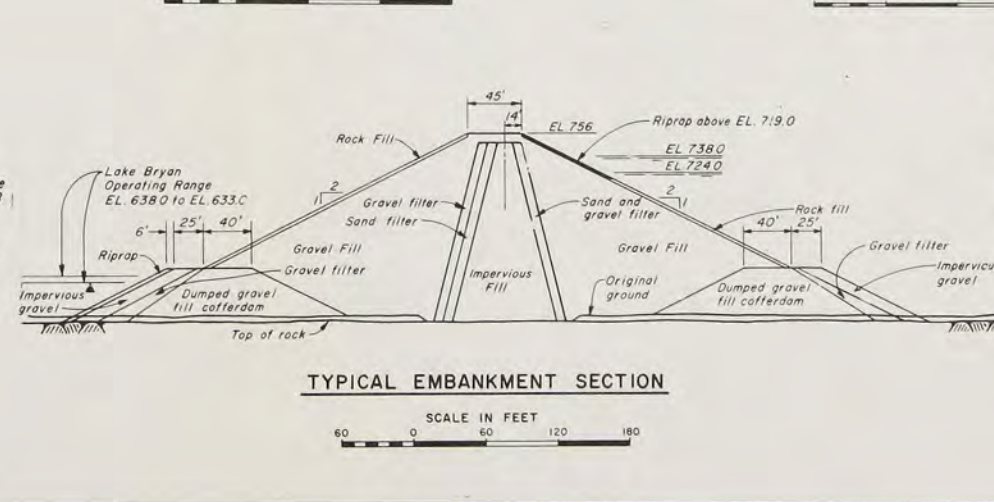 45'
14'
EL 756
Riprap above EL. 719.0
Rock Fill
EL 738.0
EL 724.0
Lake Bryan
Operating Range
EL. 638.0 to EL. 633.0
2
1
2
1
Gravel filter
Sand filter
Sand and
gravel filter
Rock fill
6'
25'
40'
40'
25'
Riprap
Gravel Fill
Gravel Fill
Gravel filter
Gravel filter
Impervious
gravel
Dumped gravel
fill cofferdam
Impervious
Fill
Original
ground
Dumped gravel
fill cofferdam
gravel
Top of rock
TYPICAL EMBANKMENT SECTION
SCALE IN FEET
60 0 60 120 180